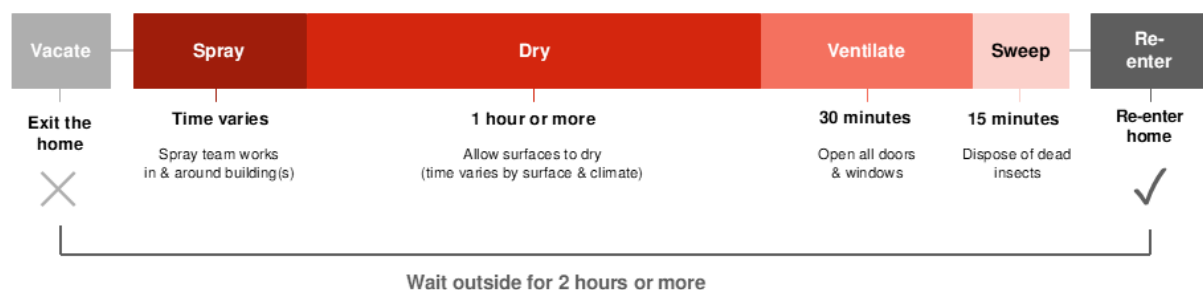 Vacate
Spray
Dry
Ventilate
Sweep
Re-
enter
Exit the
home
Time varies
Spray team works
in & around building(s)
1 hour or more
Allow surfaces to dry
(time varies by surface & climate)
30 minutes
Open all doors
& windows
15 minutes
Dispose of dead
insects
Re-enter
home
Wait outside for 2 hours or more